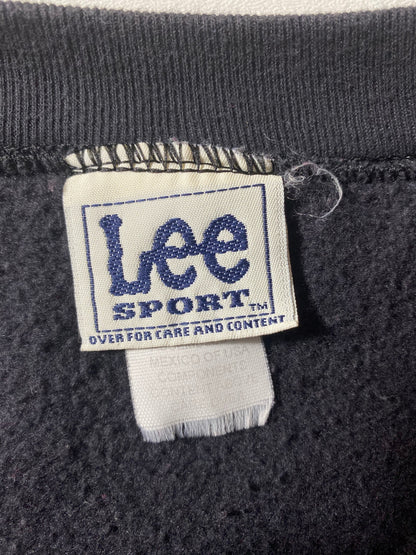 Lee
SPORT™
OVER FOR CARE AND CONTENT
MEXICO OF USA
COMPONENTS